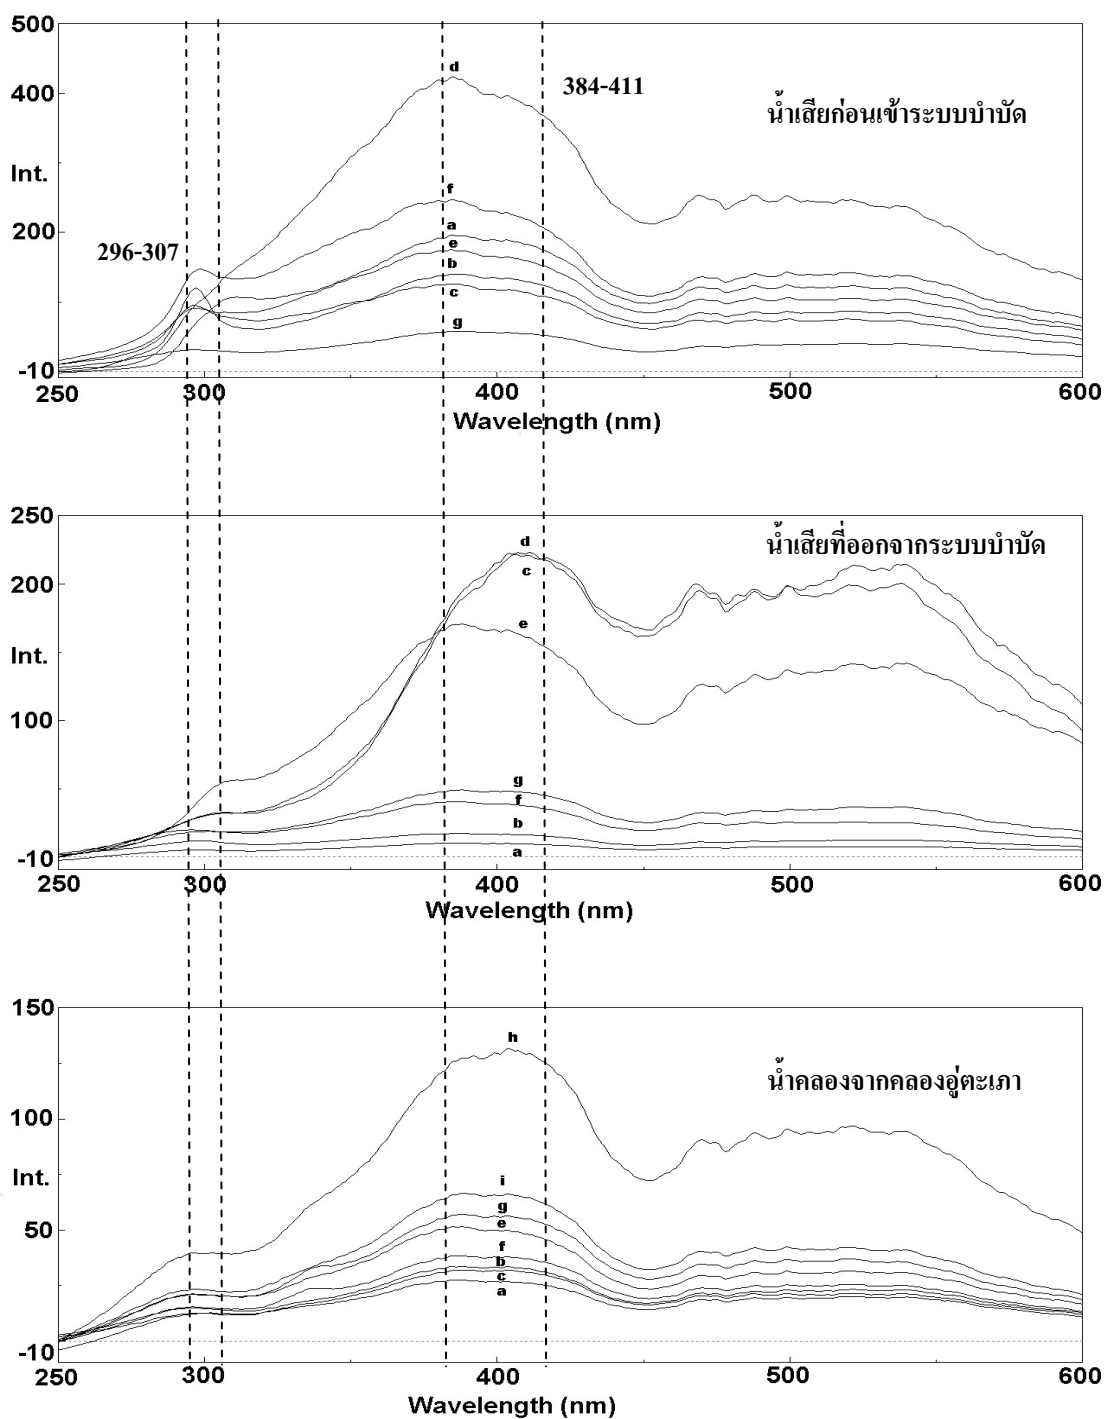 500
d
384-411
400
น้ำเสียก่อนเข้าระบบบำบัด
Int.
f
200
a
296-307
e
b
c
g
-10
250 300 400 500 600
Wavelength (nm)
250
น้ำเสียที่ออกจากระบบบำบัด
d
200
c
e
Int.
100
g
f
b
a
-10
250 300 400 500 600
Wavelength (nm)
150
h
น้ำคลองจากคลองอู่ตะเภา
100
Int.
i
g
50
e
f
b
c
a
-10
250 300 400 500 600
Wavelength (nm)